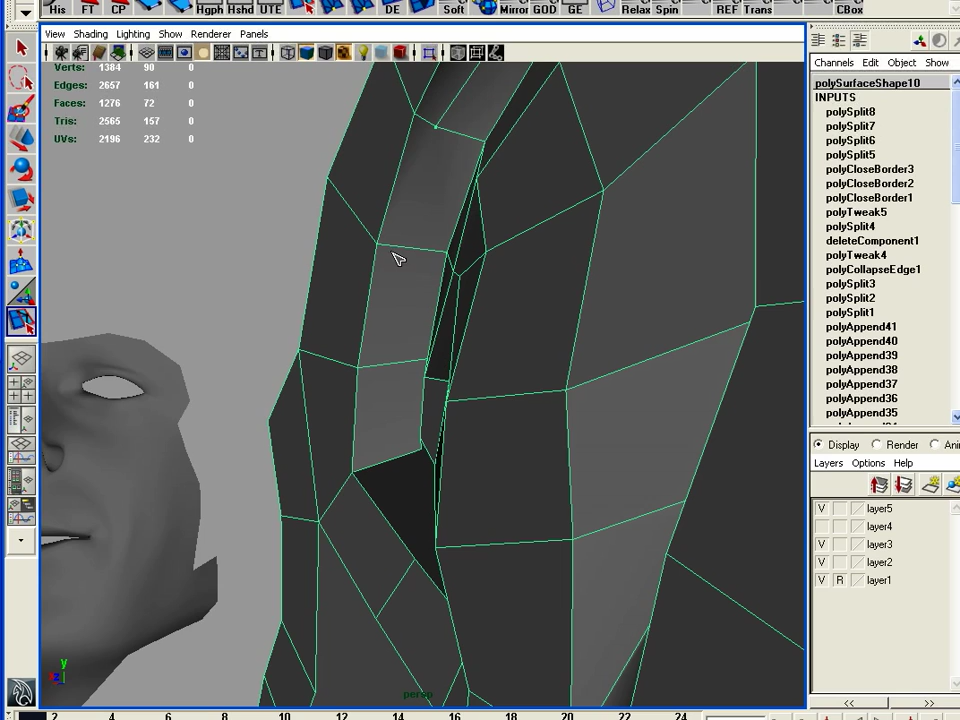 His FT CP Hgph Hshd UTE DE Soft Mirror GOD GE Relax Spin REF Trans CBox
View Shading Lighting Show Renderer Panels
Channels Edit Object Show
Verts: 1384 90 0
Edges: 2657 161 0
Faces: 1276 72 0
Tris: 2565 157 0
UVs: 2196 232 0
polySurfaceShape10
INPUTS
polySplit8
polySplit7
polySplit6
polySplit5
polyCloseBorder3
polyCloseBorder2
polyCloseBorder1
polyTweak5
polySplit4
deleteComponent1
polyTweak4
polyCollapseEdge1
polySplit3
polySplit2
polySplit1
polyAppend41
polyAppend40
polyAppend39
polyAppend38
polyAppend37
polyAppend36
polyAppend35
Display Render Ani
Layers Options Help
V layer5
layer4
V layer3
V layer2
V R layer1
y
persp
2 4 6 8 10 12 14 16 18 20 22 24
<< >>